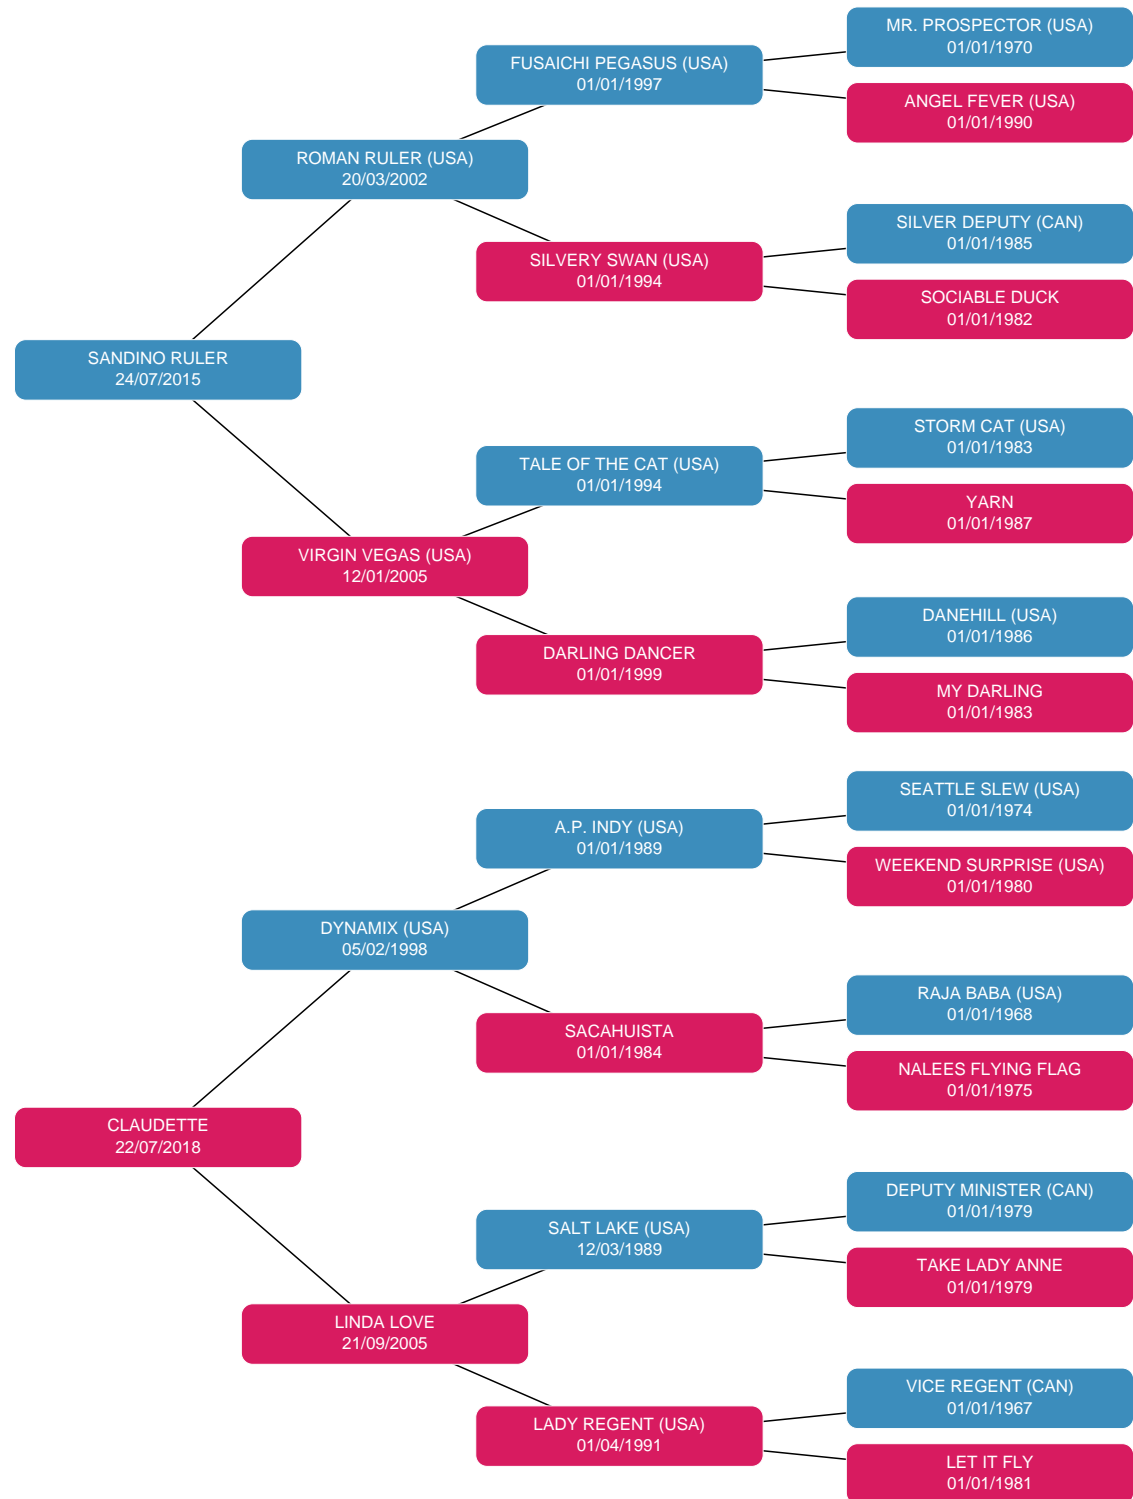 MR. PROSPECTOR (USA)
01/01/1970
FUSAICHI PEGASUS (USA)
01/01/1997
ANGEL FEVER (USA)
01/01/1990
ROMAN RULER (USA)
20/03/2002
SILVER DEPUTY (CAN)
01/01/1985
SILVERY SWAN (USA)
01/01/1994
SOCIABLE DUCK
01/01/1982
SANDINO RULER
24/07/2015
STORM CAT (USA)
01/01/1983
TALE OF THE CAT (USA)
01/01/1994
YARN
01/01/1987
VIRGIN VEGAS (USA)
12/01/2005
DANEHILL (USA)
01/01/1986
DARLING DANCER
01/01/1999
MY DARLING
01/01/1983
SEATTLE SLEW (USA)
01/01/1974
A.P. INDY (USA)
01/01/1989
WEEKEND SURPRISE (USA)
01/01/1980
DYNAMIX (USA)
05/02/1998
RAJA BABA (USA)
01/01/1968
SACAHUISTA
01/01/1984
NALEES FLYING FLAG
01/01/1975
CLAUDETTE
22/07/2018
DEPUTY MINISTER (CAN)
01/01/1979
SALT LAKE (USA)
12/03/1989
TAKE LADY ANNE
01/01/1979
LINDA LOVE
21/09/2005
VICE REGENT (CAN)
01/01/1967
LADY REGENT (USA)
01/04/1991
LET IT FLY
01/01/1981